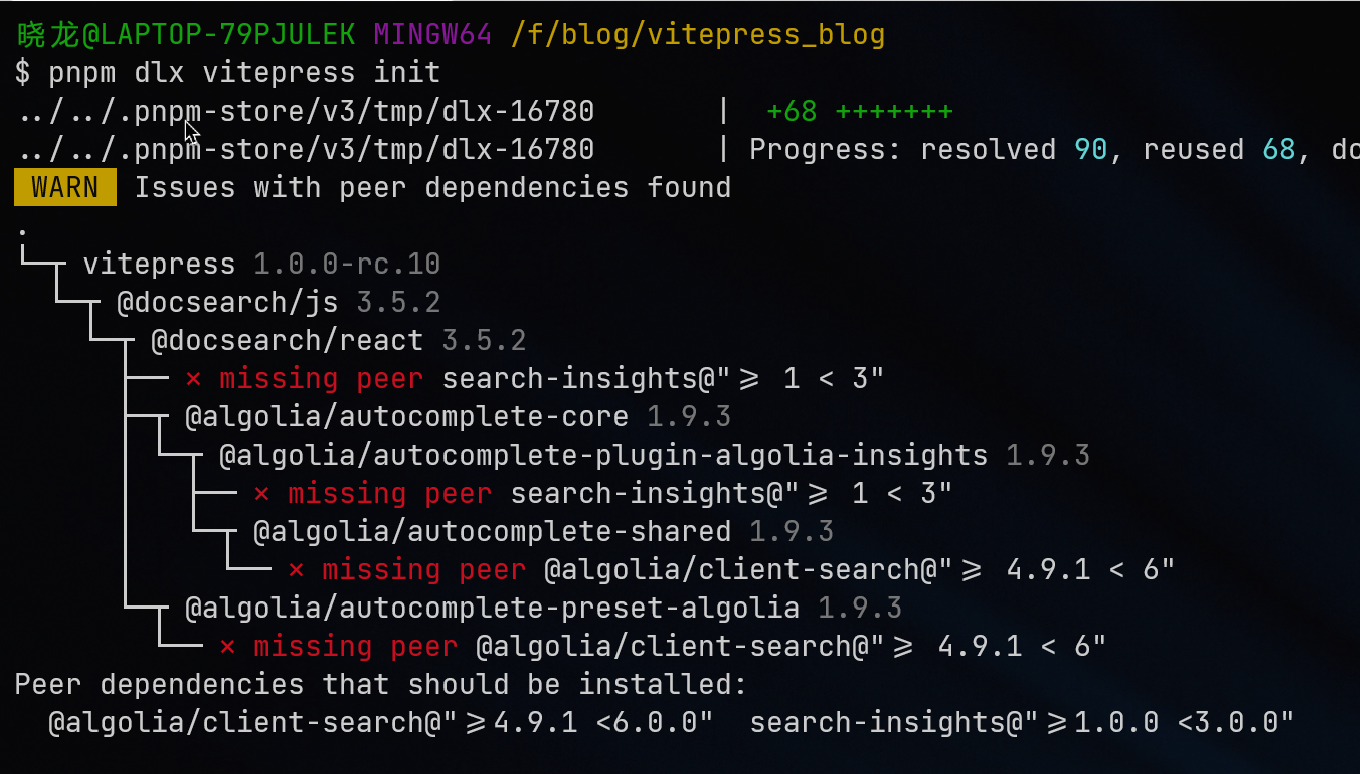 晓龙@LAPTOP-79PJULEK MINGW64 /f/blog/vitepress_blog
$ pnpm dlx vitepress init
../../.pnpm-store/v3/tmp/dlx-16780 | +68 +++++++
../../.pnpm-store/v3/tmp/dlx-16780 | Progress: resolved 90, reused 68, do
WARN Issues with peer dependencies found
.
└─┬ vitepress 1.0.0-rc.10
└─┬ @docsearch/js 3.5.2
└─┬ @docsearch/react 3.5.2
├── × missing peer search-insights@"≥ 1 < 3"
├─┬ @algolia/autocomplete-core 1.9.3
│ └─┬ @algolia/autocomplete-plugin-algolia-insights 1.9.3
│ ├── × missing peer search-insights@"≥ 1 < 3"
│ └─┬ @algolia/autocomplete-shared 1.9.3
│ └── × missing peer @algolia/client-search@"≥ 4.9.1 < 6"
└─┬ @algolia/autocomplete-preset-algolia 1.9.3
└── × missing peer @algolia/client-search@"≥ 4.9.1 < 6"
Peer dependencies that should be installed:
@algolia/client-search@"≥4.9.1 <6.0.0" search-insights@"≥1.0.0 <3.0.0"